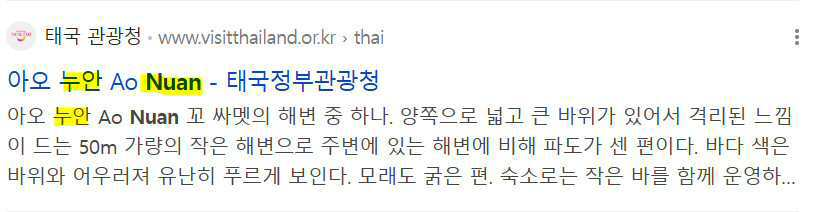 태국 관광청 · www.visitthailand.or.kr › thai
아오 누안 Ao Nuan - 태국정부관광청
아오 누안 Ao Nuan 꼬 싸멧의 해변 중 하나. 양쪽으로 넓고 큰 바위가 있어서 격리된 느낌
이 드는 50m 가량의 작은 해변으로 주변에 있는 해변에 비해 파도가 센 편이다. 바다 색은
바위와 어우러져 유난히 푸르게 보인다. 모래도 굵은 편. 숙소로는 작은 바를 함께 운영하...